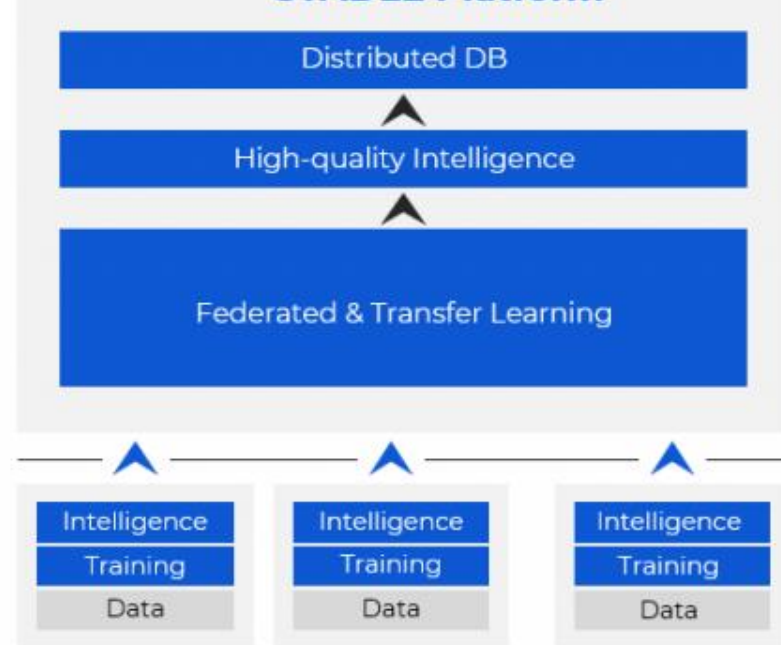 Distributed DB
High-quality Intelligence
Federated & Transfer Learning
Intelligence Intelligence Intelligence
Training Training Training
Data Data Data